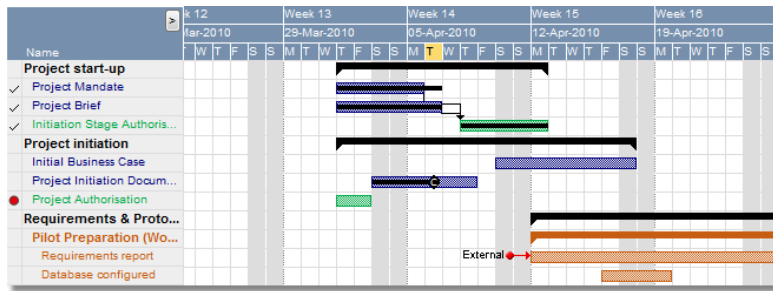 >
k 12 Week 13 Week 14 Week 15 Week 16
Mar-2010 29-Mar-2010 05-Apr-2010 12-Apr-2010 19-Apr-2010
Name T W T F S S M T W T F S S M T W T F S S M T W T F S S M T W T F S S
Project start-up
Project Mandate
Project Brief
Initiation Stage Authoris...
Project initiation
Initial Business Case
Project Initiation Docum...
C
Project Authorisation
Requirements & Proto...
Pilot Preparation (Wo...
Requirements report External
Database configured